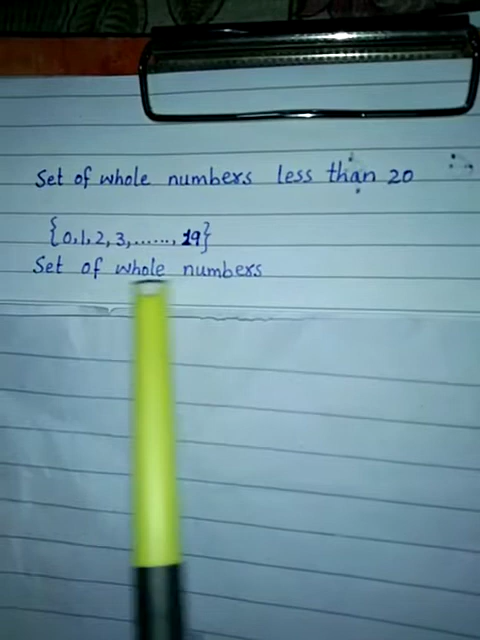 Set of whole numbers less than 20
{0,1,2,3,......,19}
Set of whole numbers